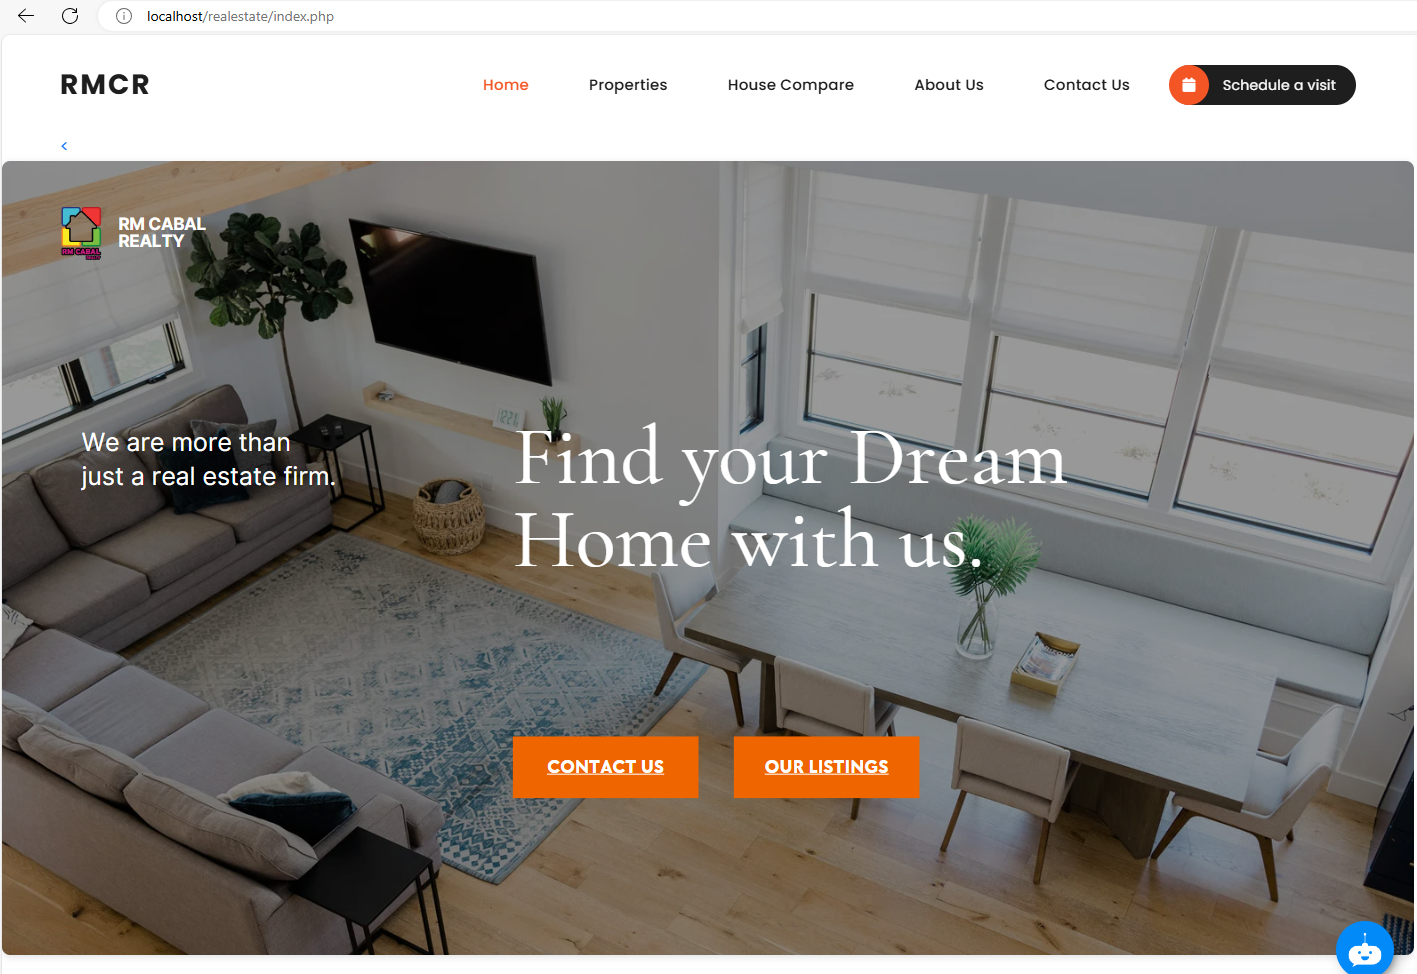 localhost/realestate/index.php
RMCR
Home
Properties
House Compare
About Us
Contact Us
Schedule a visit
<
RM CABAL
REALTY
RM CABAL
REALTY
We are more than
just a real estate firm.
Find your Dream
Home with us.
CONTACT US
OUR LISTINGS